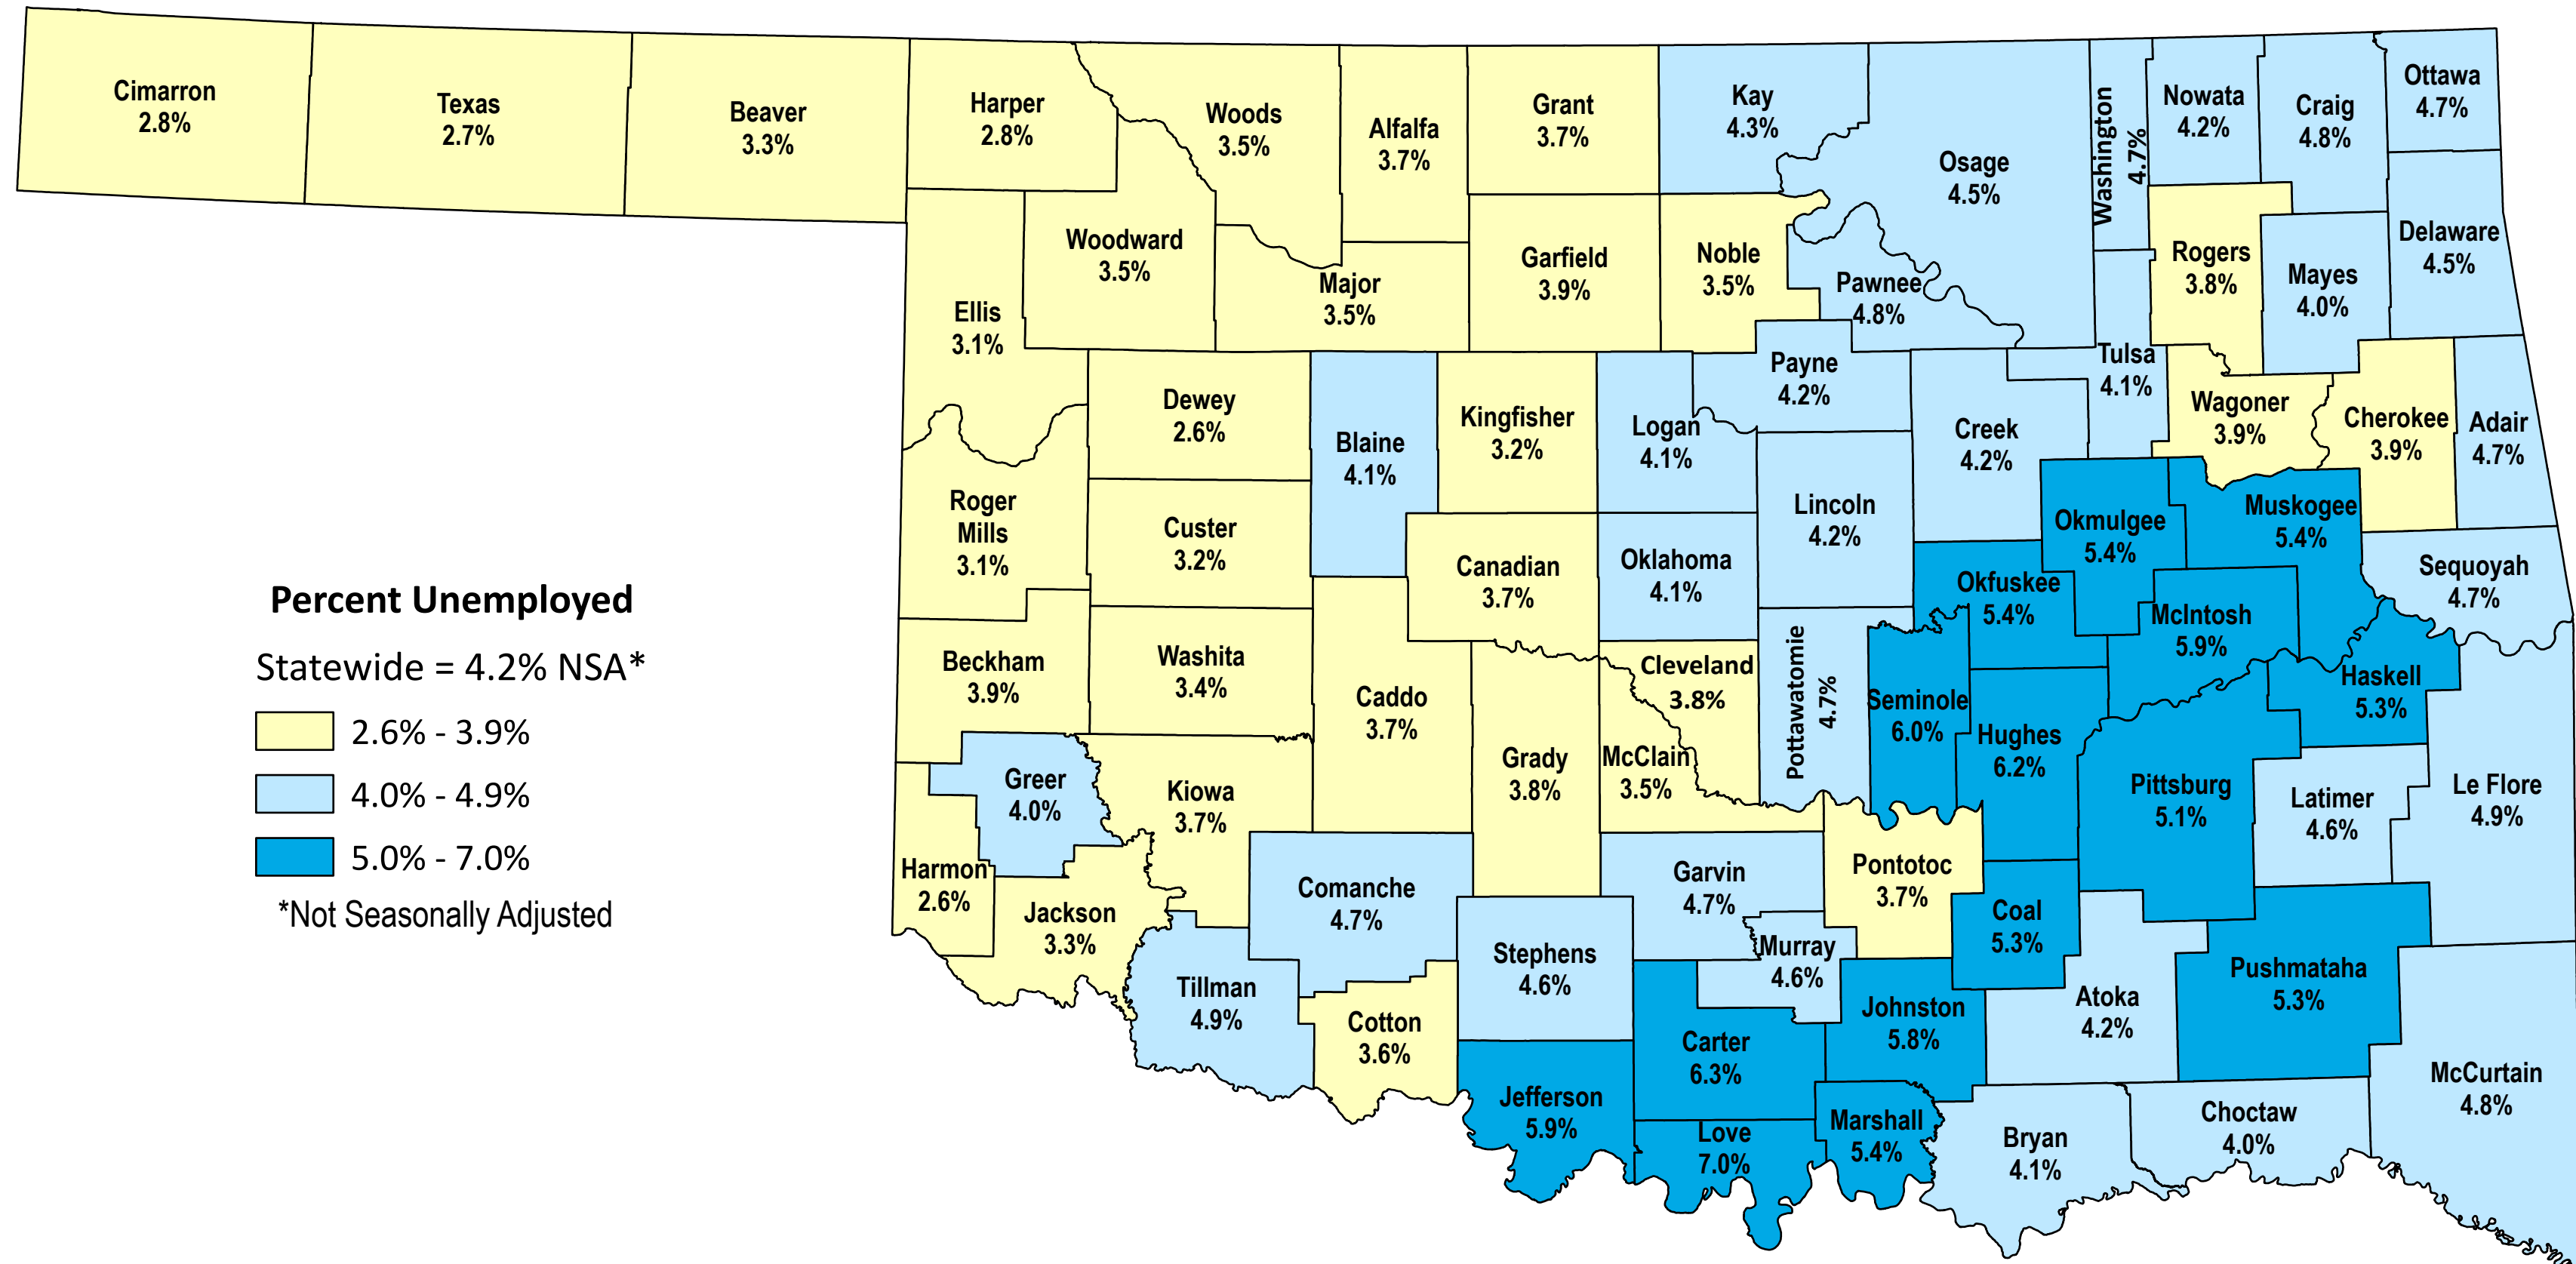 Cimarron
2.8%
Texas
2.7%
Beaver
3.3%
Harper
2.8%
Woods
3.5%
Alfalfa
3.7%
Grant
3.7%
Kay
4.3%
Osage
4.5%
Washington
4.7%
Nowata
4.2%
Craig
4.8%
Ottawa
4.7%
Woodward
3.5%
Ellis
3.1%
Major
3.5%
Garfield
3.9%
Noble
3.5%
Pawnee
4.8%
Rogers
3.8%
Mayes
4.0%
Delaware
4.5%
Dewey
2.6%
Blaine
4.1%
Kingfisher
3.2%
Logan
4.1%
Payne
4.2%
Creek
4.2%
Tulsa
4.1%
Wagoner
3.9%
Cherokee
3.9%
Adair
4.7%
Roger
Mills
3.1%
Custer
3.2%
Canadian
3.7%
Oklahoma
4.1%
Lincoln
4.2%
Okfuskee
5.4%
Okmulgee
5.4%
Muskogee
5.4%
McIntosh
5.9%
Sequoyah
4.7%
Percent Unemployed
Statewide = 4.2% NSA*
2.6% - 3.9%
4.0% - 4.9%
5.0% - 7.0%
*Not Seasonally Adjusted
Beckham
3.9%
Washita
3.4%
Caddo
3.7%
Grady
3.8%
McClain
3.5%
Cleveland
3.8%
Pottawatomie
4.7%
Seminole
6.0%
Hughes
6.2%
Pittsburg
5.1%
Haskell
5.3%
Latimer
4.6%
Le Flore
4.9%
Greer
4.0%
Kiowa
3.7%
Harmon
2.6%
Jackson
3.3%
Comanche
4.7%
Stephens
4.6%
Garvin
4.7%
Murray
4.6%
Pontotoc
3.7%
Coal
5.3%
Atoka
4.2%
Pushmataha
5.3%
McCurtain
4.8%
Tillman
4.9%
Cotton
3.6%
Jefferson
5.9%
Carter
6.3%
Johnston
5.8%
Love
7.0%
Marshall
5.4%
Bryan
4.1%
Choctaw
4.0%